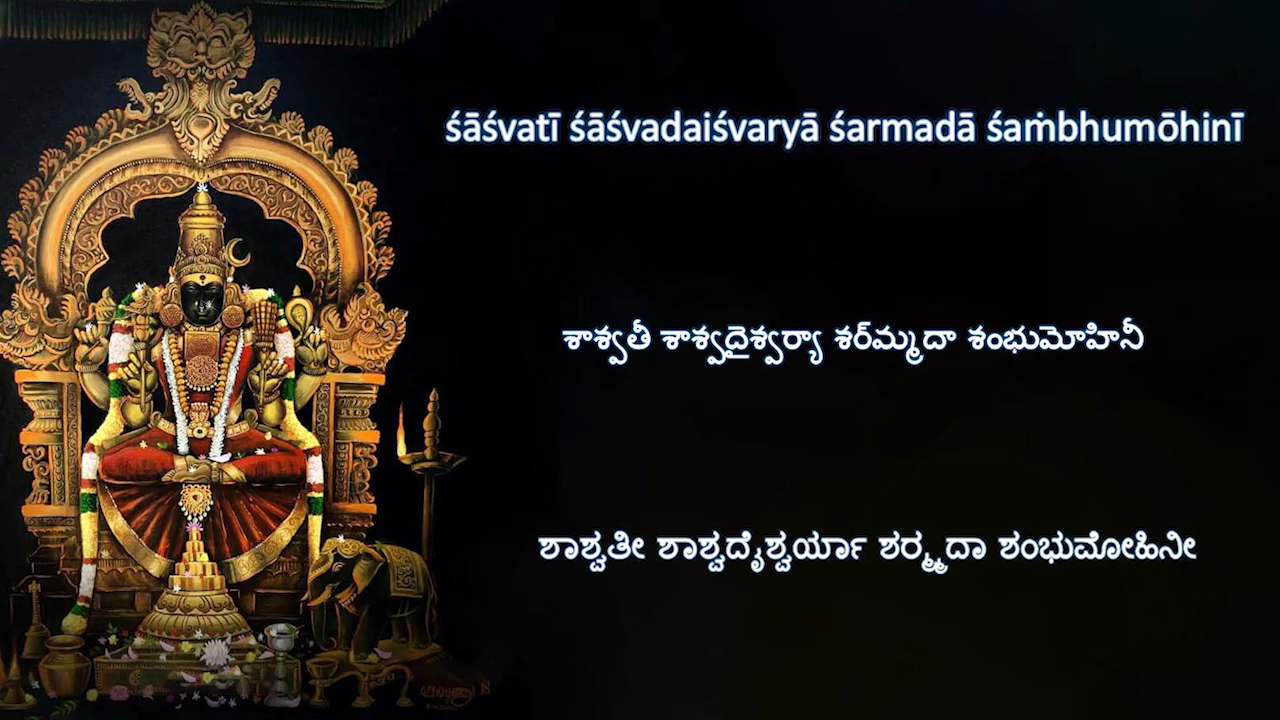 śāśvatī śāśvadaiśvaryā śarmadā śaṁbhumōhinī
శాశ్వతీ శాశ్వదైశ్వర్యా శర్మ్మదా శంభుమోహినీ
ಶಾಶ್ವತೀ ಶಾಶ್ವದೈಶ್ವರ್ಯಾ ಶರ್ಮ್ಮದಾ ಶಂಭುಮೋಹಿನೀ